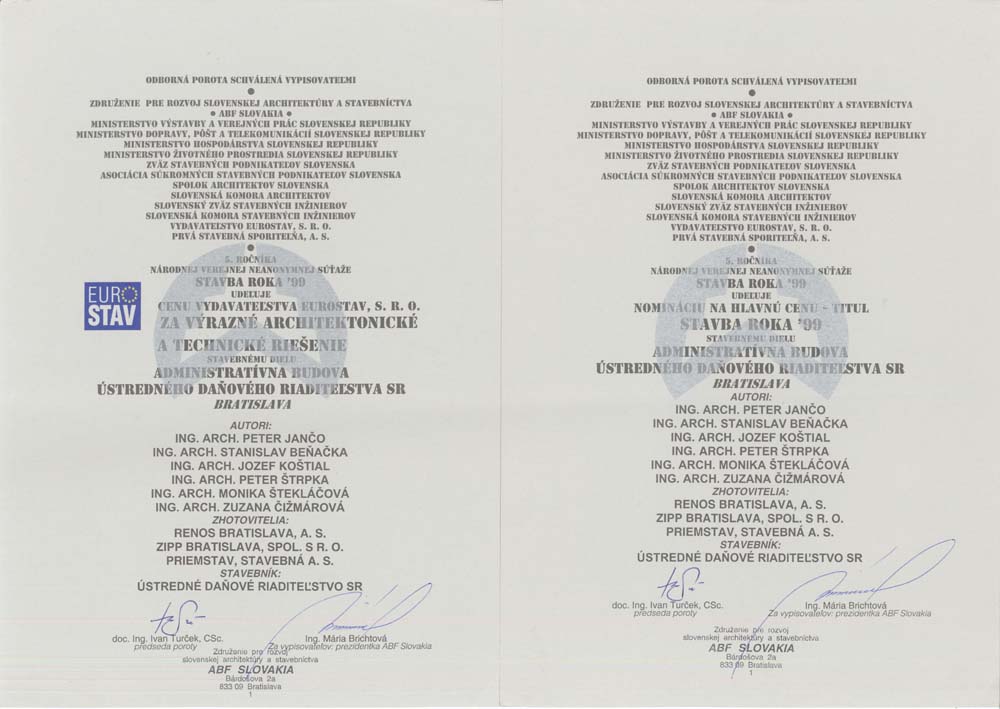 ODBORNÁ POROTA SCHVÁLENÁ VYPISOVATEĽMI
ZDRUŽENIE PRE ROZVOJ SLOVENSKEJ ARCHITEKTÚRY A STAVEBNÍCTVA
● ABF SLOVAKIA ●
MINISTERSTVO VÝSTAVBY A VEREJNÝCH PRÁC SLOVENSKEJ REPUBLIKY
MINISTERSTVO DOPRAVY, PÔŠT A TELEKOMUNIKÁCIÍ SLOVENSKEJ REPUBLIKY
MINISTERSTVO HOSPODÁRSTVA SLOVENSKEJ REPUBLIKY
MINISTERSTVO ŽIVOTNÉHO PROSTREDIA SLOVENSKEJ REPUBLIKY
ZVÄZ STAVEBNÝCH PODNIKATEĽOV SLOVENSKA
ASOCIÁCIA SÚKROMNÝCH STAVEBNÝCH PODNIKATEĽOV SLOVENSKA
SPOLOK ARCHITEKTOV SLOVENSKA
SLOVENSKÁ KOMORA ARCHITEKTOV
SLOVENSKÝ ZVÄZ STAVEBNÝCH INŽINIEROV
SLOVENSKÁ KOMORA STAVEBNÝCH INŽINIEROV
VYDAVATEĽSTVO EUROSTAV, S. R. O.
PRVÁ STAVEBNÁ SPORITEĽŇA, A. S.
5. ROČNÍKA
NÁRODNEJ VEREJNEJ NEANONYMNEJ SÚŤAŽE
STAVBA ROKA '99
UDEĽUJE
EURO
STAV
CENU VYDAVATEĽSTVA EUROSTAV, S. R. O.
ZA VÝRAZNÉ ARCHITEKTONICKÉ
A TECHNICKÉ RIEŠENIE
STAVEBNÉMU DIELU
ADMINISTRATÍVNA BUDOVA
ÚSTREDNÉHO DAŇOVÉHO RIADITEĽSTVA SR
BRATISLAVA
AUTORI:
ING. ARCH. PETER JANČO
ING. ARCH. STANISLAV BEŇAČKA
ING. ARCH. JOZEF KOŠTIAL
ING. ARCH. PETER ŠTRPKA
ING. ARCH. MONIKA ŠTEKLÁČOVÁ
ING. ARCH. ZUZANA ČIŽMÁROVÁ
ZHOTOVITELIA:
RENOS BRATISLAVA, A. S.
ZIPP BRATISLAVA, SPOL. S R. O.
PRIEMSTAV, STAVEBNÁ A. S.
STAVEBNÍK:
ÚSTREDNÉ DAŇOVÉ RIADITEĽSTVO SR
doc. Ing. Ivan Turček, CSc.
predseda poroty
Ing. Mária Brichtová
Za vypisovateľov: prezidentka ABF Slovakia
Združenie pre rozvoj
slovenskej architektúry a stavebníctva
ABF SLOVAKIA
Bárdošova 2a
833 09 Bratislava
1
ODBORNÁ POROTA SCHVÁLENÁ VYPISOVATEĽMI
ZDRUŽENIE PRE ROZVOJ SLOVENSKEJ ARCHITEKTÚRY A STAVEBNÍCTVA
● ABF SLOVAKIA ●
MINISTERSTVO VÝSTAVBY A VEREJNÝCH PRÁC SLOVENSKEJ REPUBLIKY
MINISTERSTVO DOPRAVY, PÔŠT A TELEKOMUNIKÁCIÍ SLOVENSKEJ REPUBLIKY
MINISTERSTVO HOSPODÁRSTVA SLOVENSKEJ REPUBLIKY
MINISTERSTVO ŽIVOTNÉHO PROSTREDIA SLOVENSKEJ REPUBLIKY
ZVÄZ STAVEBNÝCH PODNIKATEĽOV SLOVENSKA
ASOCIÁCIA SÚKROMNÝCH STAVEBNÝCH PODNIKATEĽOV SLOVENSKA
SPOLOK ARCHITEKTOV SLOVENSKA
SLOVENSKÁ KOMORA ARCHITEKTOV
SLOVENSKÝ ZVÄZ STAVEBNÝCH INŽINIEROV
SLOVENSKÁ KOMORA STAVEBNÝCH INŽINIEROV
VYDAVATEĽSTVO EUROSTAV, S. R. O.
PRVÁ STAVEBNÁ SPORITEĽŇA, A. S.
5. ROČNÍKA
NÁRODNEJ VEREJNEJ NEANONYMNEJ SÚŤAŽE
STAVBA ROKA '99
UDEĽUJE
NOMINÁCIU NA HLAVNÚ CENU - TITUL
STAVBA ROKA '99
STAVEBNÉMU DIELU
ADMINISTRATÍVNA BUDOVA
ÚSTREDNÉHO DAŇOVÉHO RIADITEĽSTVA SR
BRATISLAVA
AUTORI:
ING. ARCH. PETER JANČO
ING. ARCH. STANISLAV BEŇAČKA
ING. ARCH. JOZEF KOŠTIAL
ING. ARCH. PETER ŠTRPKA
ING. ARCH. MONIKA ŠTEKLÁČOVÁ
ING. ARCH. ZUZANA ČIŽMÁROVÁ
ZHOTOVITELIA:
RENOS BRATISLAVA, A. S.
ZIPP BRATISLAVA, SPOL. S R. O.
PRIEMSTAV, STAVEBNÁ A. S.
STAVEBNÍK:
ÚSTREDNÉ DAŇOVÉ RIADITEĽSTVO SR
doc. Ing. Ivan Turček, CSc.
predseda poroty
Ing. Mária Brichtová
Za vypisovateľov: prezidentka ABF Slovakia
Združenie pre rozvoj
slovenskej architektúry a stavebníctva
ABF SLOVAKIA
Bárdošova 2a
833 09 Bratislava
1